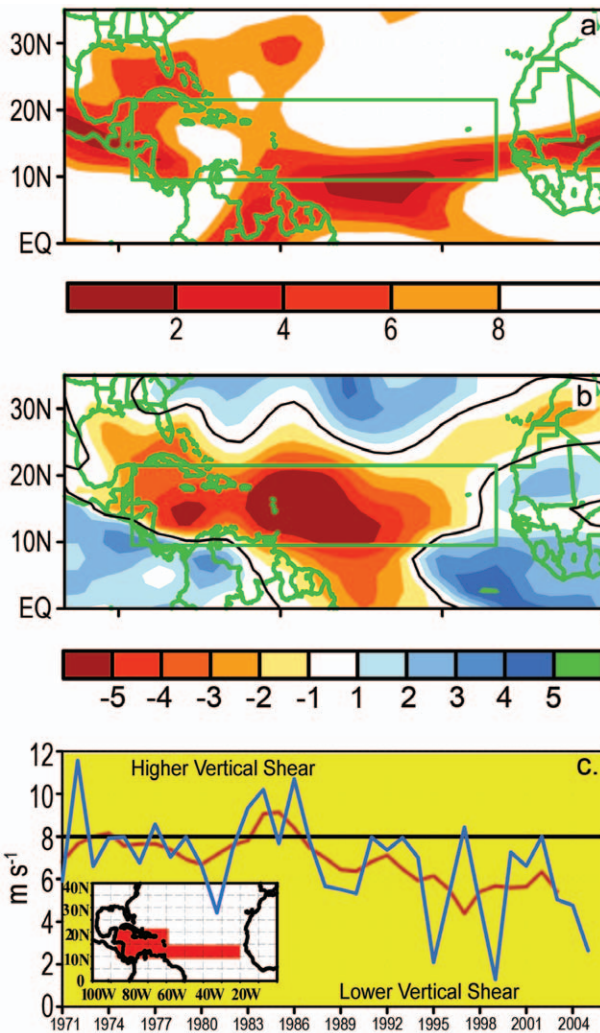 a
30N
20N
10N
EQ
2 4 6 8
b
30N
20N
10N
EQ
-5 -4 -3 -2 -1 1 2 3 4 5
c.
12
Higher Vertical Shear
10
8
m s⁻¹
6
40N
30N
20N
10N
0
100W 80W 60W 40W 20W
4
2
Lower Vertical Shear
0
1971 1974 1977 1980 1983 1986 1989 1992 1995 1998 2001 2004